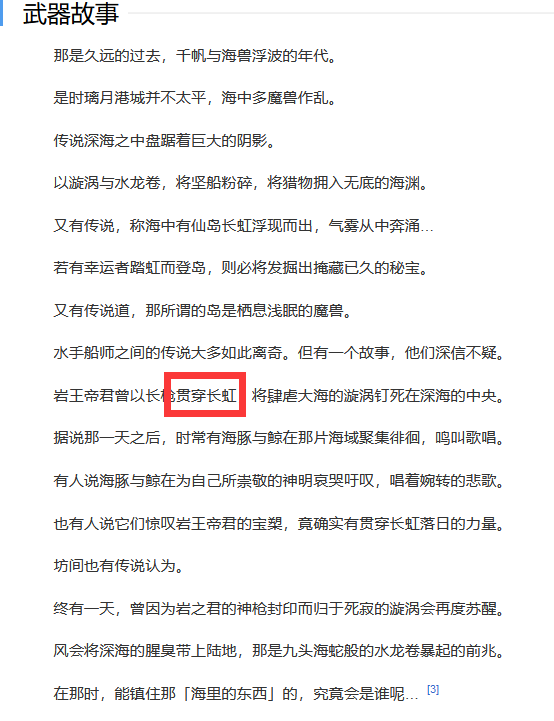 武器故事
那是久远的过去，千帆与海兽浮波的年代。
是时璃月港城并不太平，海中多魔兽作乱。
传说深海之中盘踞着巨大的阴影。
以漩涡与水龙卷，将坚船粉碎，将猎物拥入无底的海渊。
又有传说，称海中有仙岛长虹浮现而出，气雾从中奔涌…
若有幸运者踏虹而登岛，则必将发掘出掩藏已久的秘宝。
又有传说道，那所谓的岛是栖息浅眠的魔兽。
水手船师之间的传说大多如此离奇。但有一个故事，他们深信不疑。
岩王帝君曾以长枪贯穿长虹，将肆虐大海的漩涡钉死在深海的中央。
据说那一天之后，时常有海豚与鲸在那片海域聚集徘徊，鸣叫歌唱。
有人说海豚与鲸在为自己所崇敬的神明哀哭吁叹，唱着婉转的悲歌。
也有人说它们惊叹岩王帝君的宝槊，竟确实有贯穿长虹落日的力量。
坊间也有传说认为。
终有一天，曾因为岩之君的神枪封印而归于死寂的漩涡会再度苏醒。
风会将深海的腥臭带上陆地，那是九头海蛇般的水龙卷暴起的前兆。
在那时，能镇住那「海里的东西」的，究竟会是谁呢… [3]